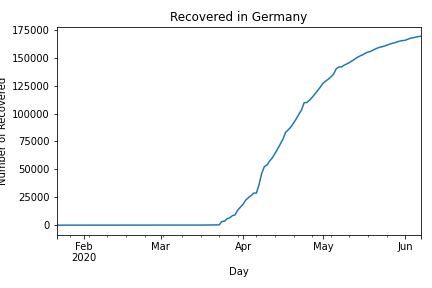 Recovered in Germany
Number of Recovered
175000
150000
125000
100000
75000
50000
25000
0
Feb
2020
Mar
Apr
May
Jun
Day